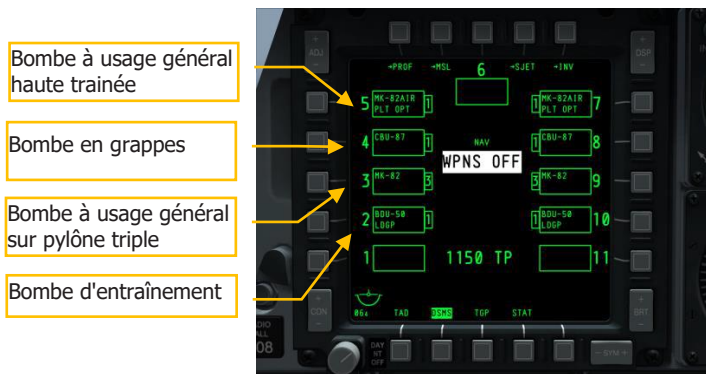 Bombe à usage général
haute trainée
Bombe en grappes
Bombe à usage général
sur pylône triple
Bombe d'entraînement
ADJ
DSP
→PROF →MSL 6 →SJET →INV
5 MK-82AIR 1 1 MK-82AIR 7
PLT OPT PLT OPT
4 CBU-87 1 NAV 1 CBU-87 8
WPNS OFF
3 MK-82 3 3 MK-82 9
2 BDU-50 1 1 BDU-50 10
LDGP LDGP
1 1150 TP 11
CON
BRT
TAD DSMS TGP STAT
DAY
NT
OFF
- SYM +
08